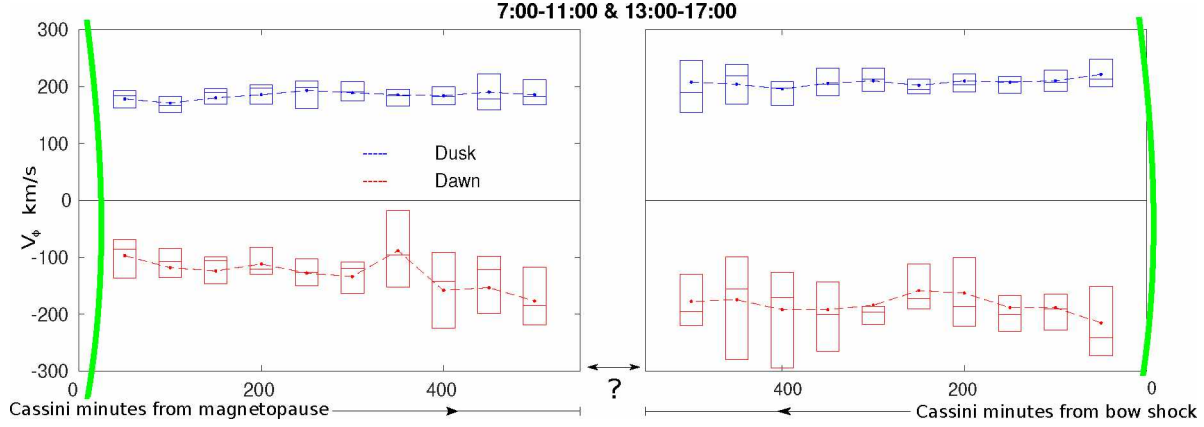 7:00-11:00 & 13:00-17:00
300
200
100
0
-100
-200
-300
Vϕ km/s
Dusk
Dawn
0 200 400 ? 400 200 0
Cassini minutes from magnetopause
Cassini minutes from bow shock